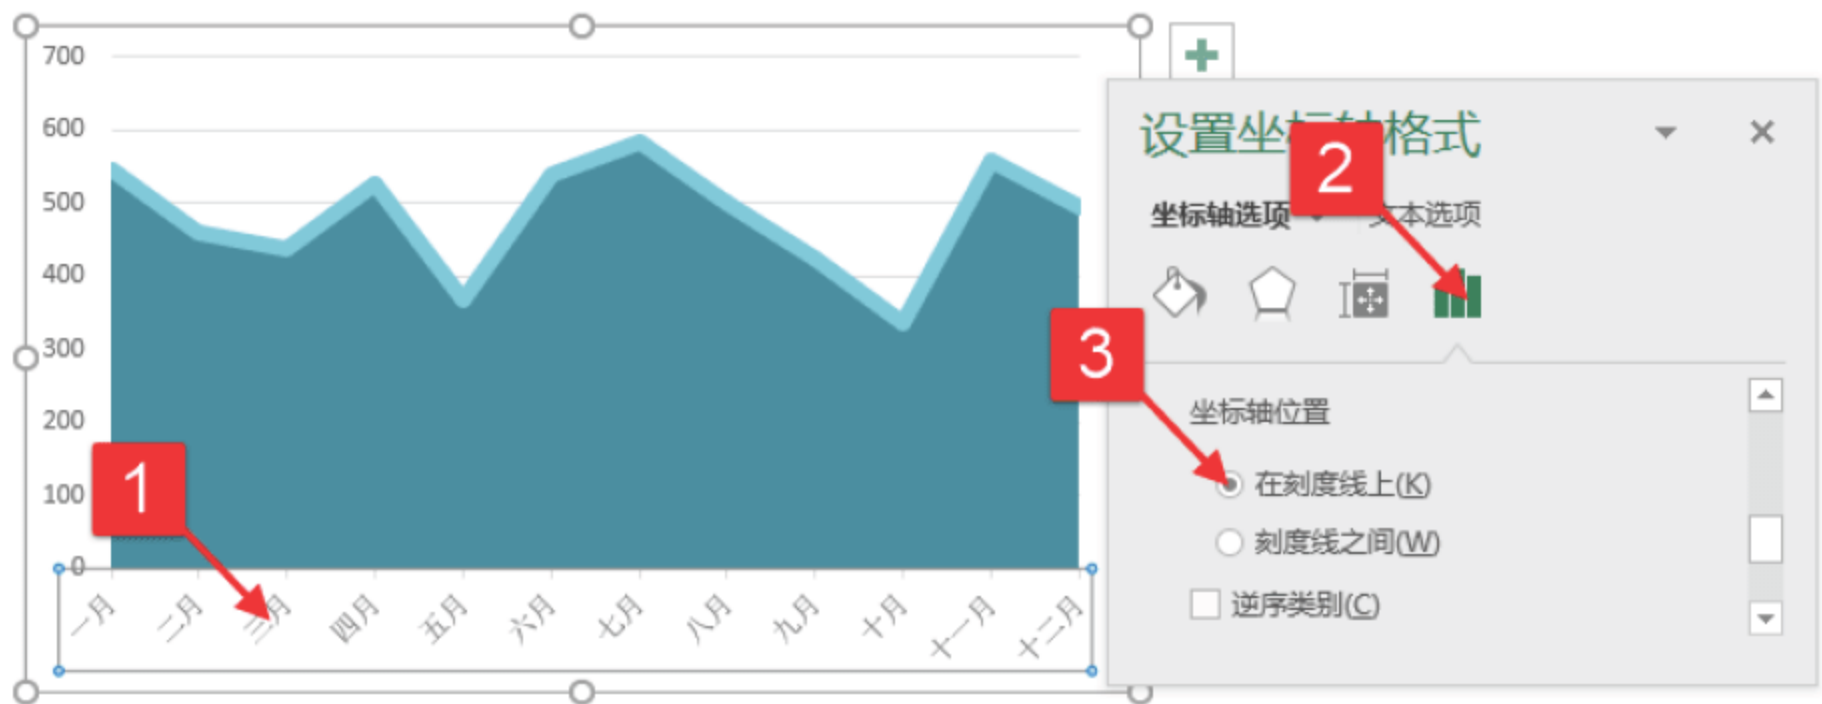 700
600
500
400
300
200
100
0
一月
二月
三月
四月
五月
六月
七月
八月
九月
十月
十一月
十二月
1
设置坐标轴格式
2
坐标轴选项
文本选项
3
坐标轴位置
在刻度线上(K)
刻度线之间(W)
逆序类别(C)